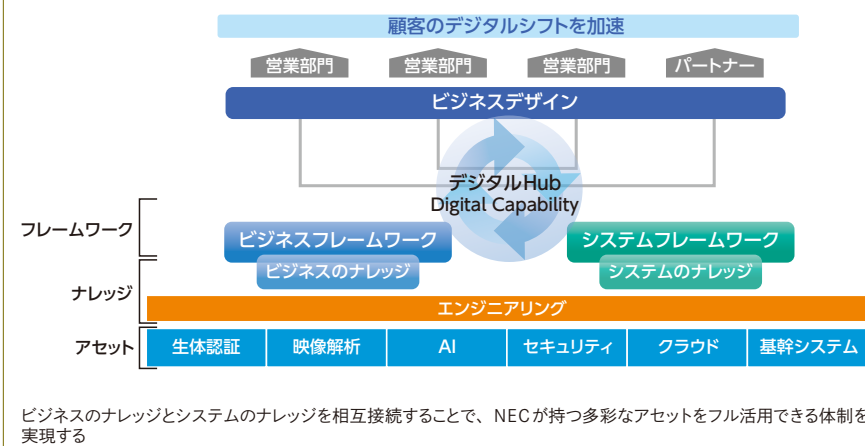 顧客のデジタルシフトを加速
営業部門 営業部門 営業部門 パートナー
ビジネスデザイン
デジタルHub
Digital Capability
フレームワーク
ビジネスフレームワーク システムフレームワーク
ビジネスのナレッジ システムのナレッジ
ナレッジ
エンジニアリング
アセット 生体認証 映像解析 AI セキュリティ クラウド 基幹システム
ビジネスのナレッジとシステムのナレッジを相互接続することで、NECが持つ多彩なアセットをフル活用できる体制を
実現する